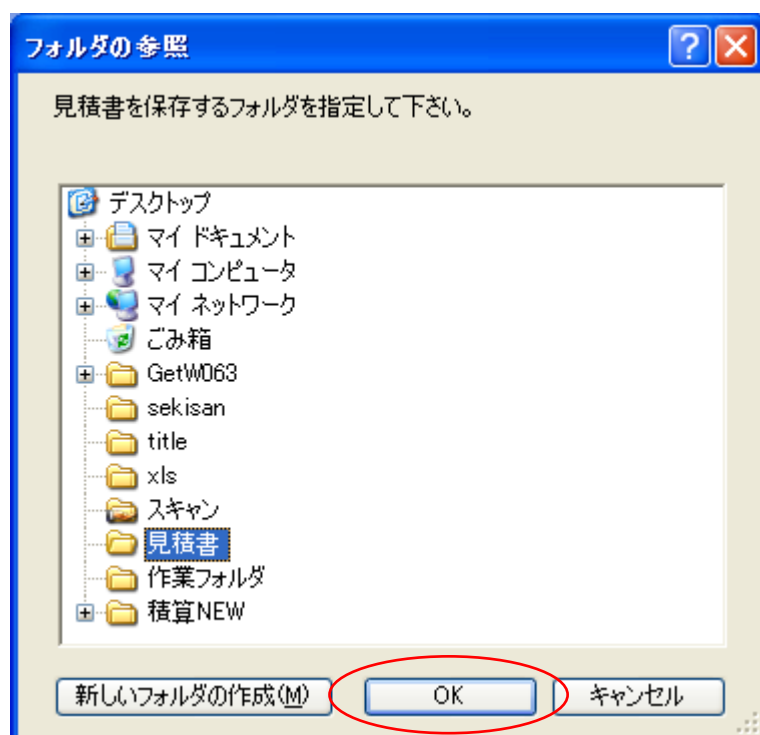 フォルダの参照
見積書を保存するフォルダを指定して下さい。
デスクトップ
マイ ドキュメント
マイ コンピュータ
マイ ネットワーク
ごみ箱
GetW063
sekisan
title
xls
スキャン
見積書
作業フォルダ
積算NEW
新しいフォルダの作成(M) OK キャンセル